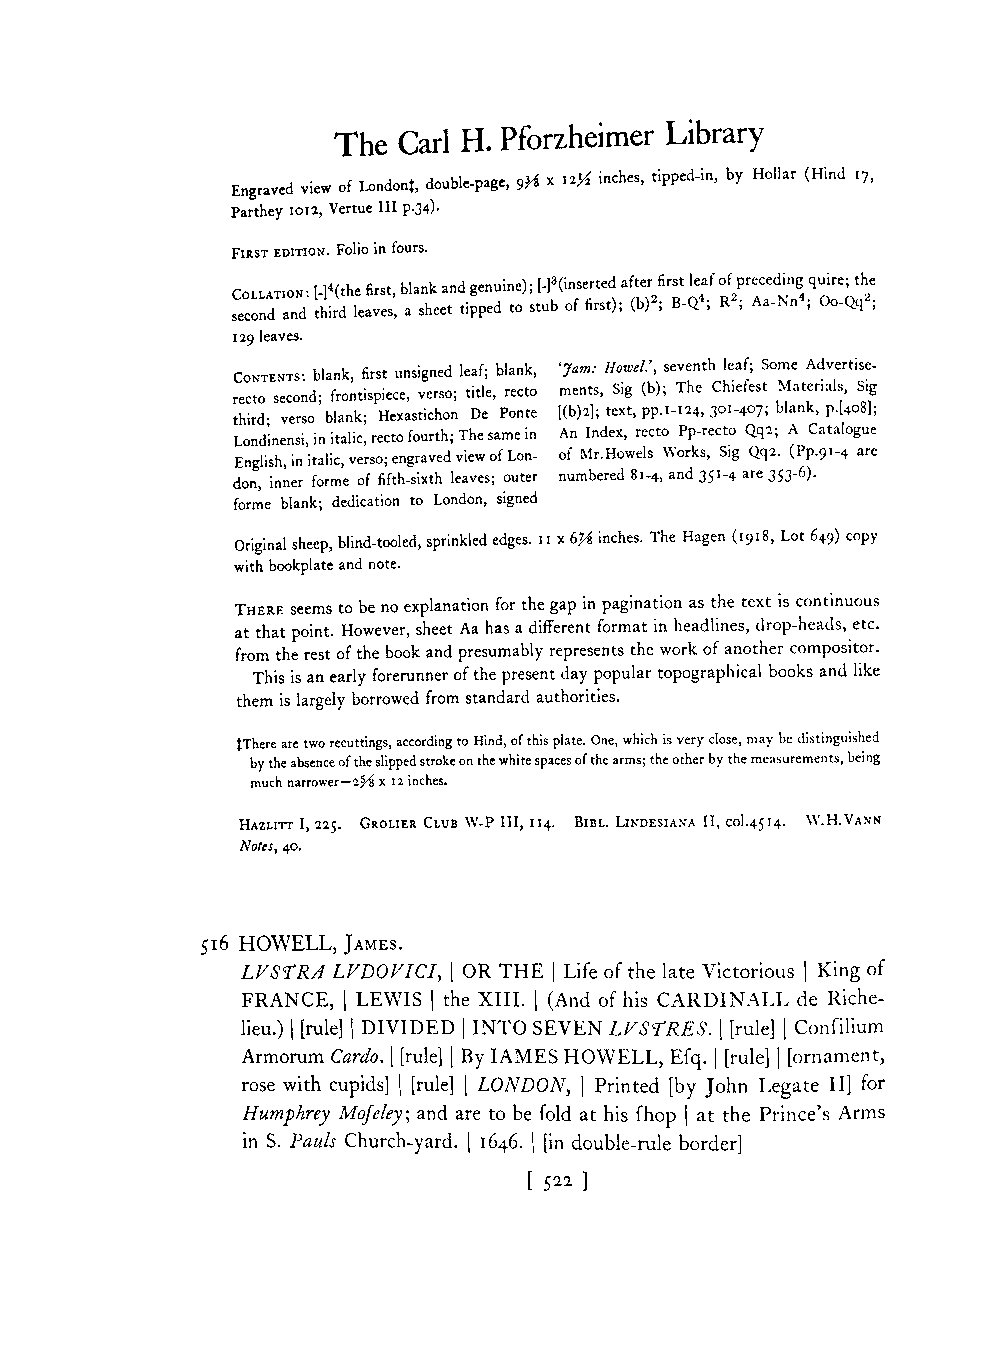 The Carl H. Pforzheimer Library
Engraved view of London‡, double-page, 9⅜ x 12½ inches, tipped-in, by Hollar (Hind 17,
Parthey 1012, Vertue III p.34).
FIRST EDITION. Folio in fours.
COLLATION: [-]⁴(the first, blank and genuine); [-]³(inserted after first leaf of preceding quire; the
second and third leaves, a sheet tipped to stub of first); (b)²; B-Q⁴; R²; Aa-Nn⁴; Oo-Qq²;
129 leaves.
CONTENTS: blank, first unsigned leaf; blank,
recto second; frontispiece, verso; title, recto
third; verso blank; Hexastichon De Ponte
Londinensi, in italic, recto fourth; The same in
English, in italic, verso; engraved view of Lon-
don, inner forme of fifth-sixth leaves; outer
forme blank; dedication to London, signed
'Jam: Howel.', seventh leaf; Some Advertise-
ments, Sig (b); The Chiefest Materials, Sig
[(b)2]; text, pp.1-124, 301-407; blank, p.[408];
An Index, recto Pp-recto Qq2; A Catalogue
of Mr.Howels Works, Sig Qq2. (Pp.91-4 are
numbered 81-4, and 351-4 are 353-6).
Original sheep, blind-tooled, sprinkled edges. 11 x 6⅞ inches. The Hagen (1918, Lot 649) copy
with bookplate and note.
THERE seems to be no explanation for the gap in pagination as the text is continuous
at that point. However, sheet Aa has a different format in headlines, drop-heads, etc.
from the rest of the book and presumably represents the work of another compositor.
This is an early forerunner of the present day popular topographical books and like
them is largely borrowed from standard authorities.
‡There are two recuttings, according to Hind, of this plate. One, which is very close, may be distinguished
by the absence of the slipped stroke on the white spaces of the arms; the other by the measurements, being
much narrower—2⅝ x 12 inches.
HAZLITT I, 225. GROLIER CLUB W-P III, 114. BIBL. LINDESIANA II, col.4514. W.H.VANN
Notes, 40.
516 HOWELL, JAMES.
LVSTRA LVDOVICI, | OR THE | Life of the late Victorious | King of
FRANCE, | LEWIS | the XIII. | (And of his CARDINALL de Riche-
lieu.) | [rule] | DIVIDED | INTO SEVEN LVSTRES. | [rule] | Conſilium
Armorum Cardo. | [rule] | By IAMES HOWELL, Eſq. | [rule] | [ornament,
rose with cupids] | [rule] | LONDON, | Printed [by John Legate II] for
Humphrey Moſeley; and are to be ſold at his ſhop | at the Prince's Arms
in S. Pauls Church-yard. | 1646. | [in double-rule border]
[ 522 ]